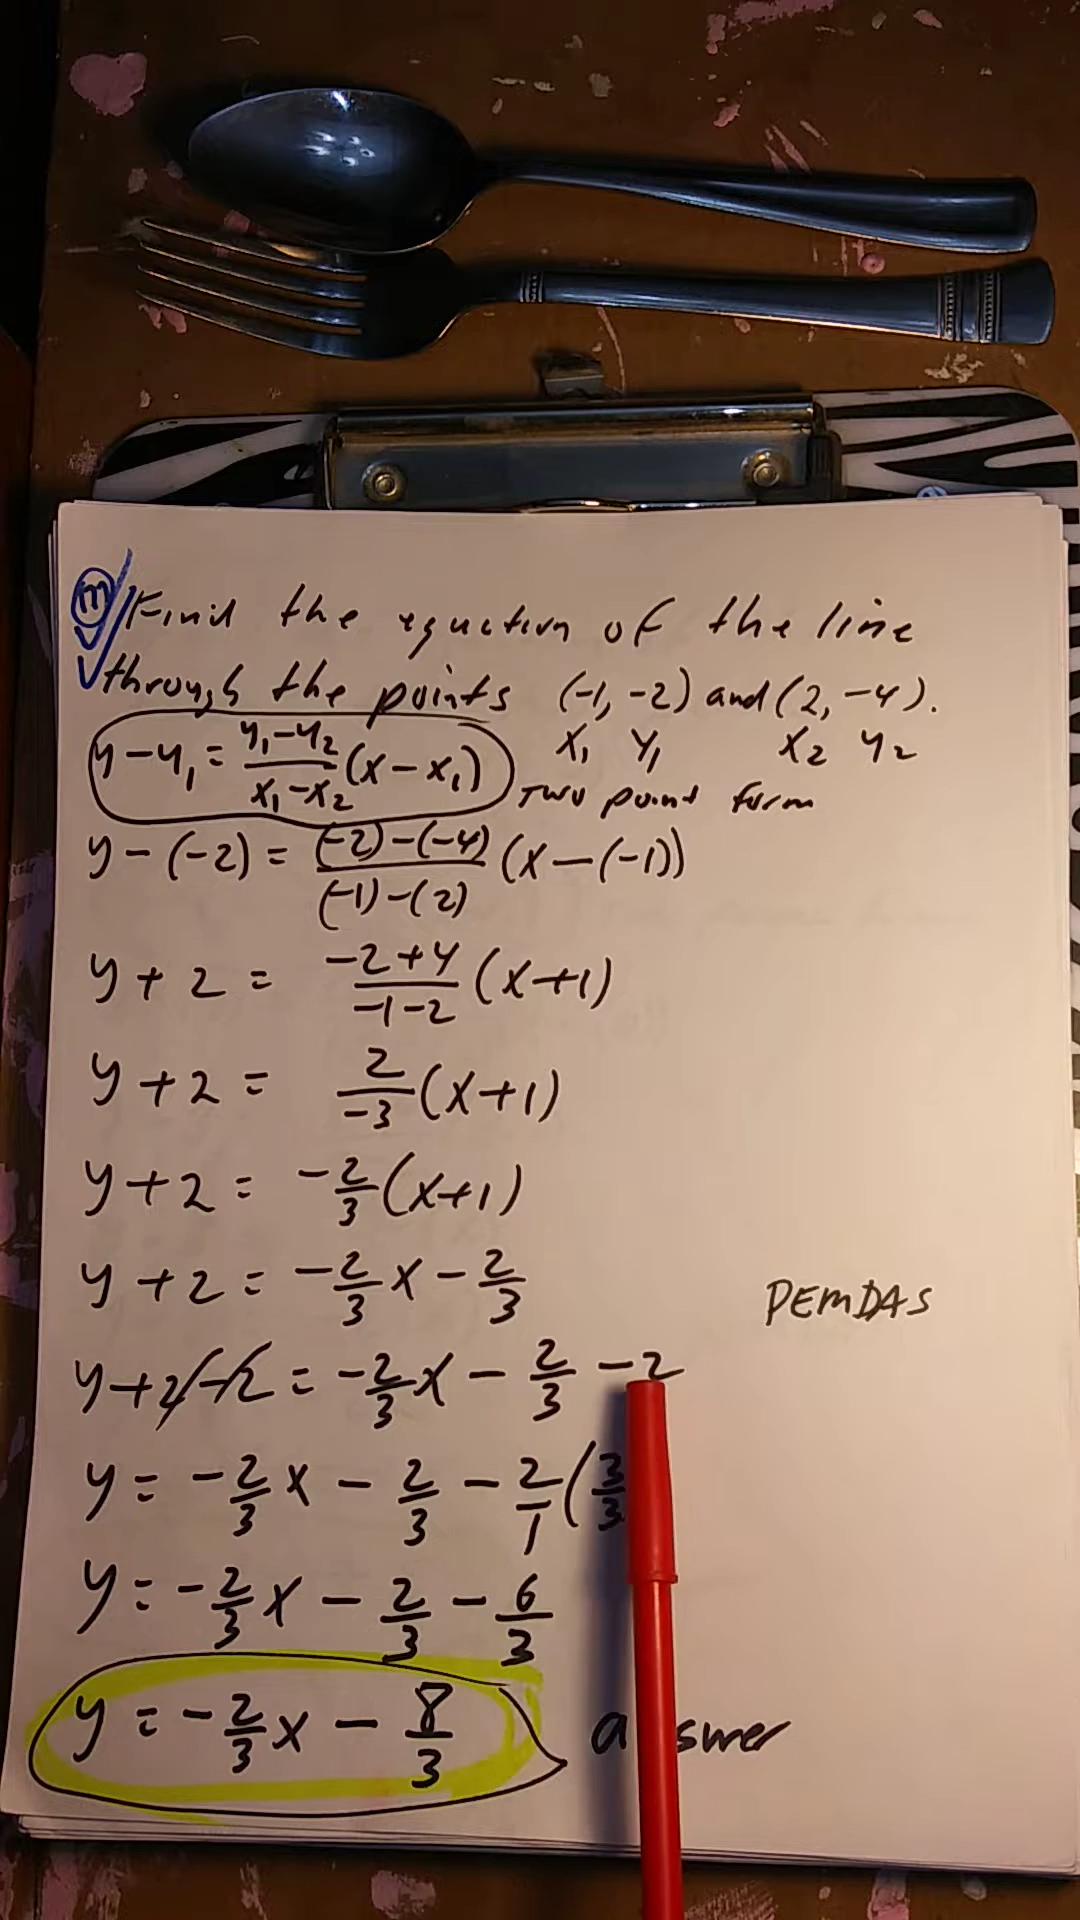 m Find the equation of the line
through the points (-1, -2) and (2, -4).
x₁ y₁ x₂ y₂
y - y₁ = (y₁ - y₂)/(x₁ - x₂) (x - x₁)
Two point form
y - (-2) = ((-2) - (-4))/((-1) - (2)) (x - (-1))
y + 2 = (-2 + 4)/(-1 - 2) (x + 1)
y + 2 = 2/-3 (x + 1)
y + 2 = -2/3 (x + 1)
y + 2 = -2/3 x - 2/3
PEMDAS
y + 2 - 2 = -2/3 x - 2/3 - 2
y = -2/3 x - 2/3 - 2/1 (3/3
y = -2/3 x - 2/3 - 6/3
y = -2/3 x - 8/3 a swer